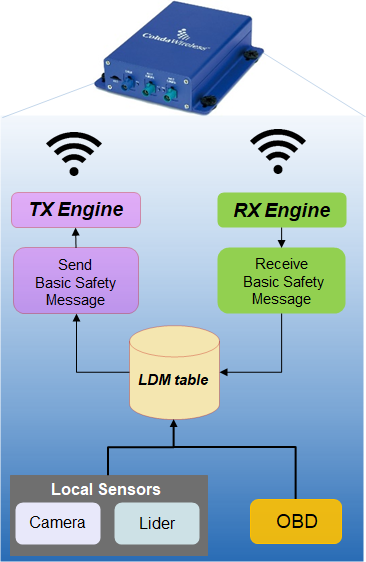 CohdaWireless
TX Engine
RX Engine
Send
Basic Safety
Message
Receive
Basic Safety
Message
LDM table
Local Sensors
Camera
Lider
OBD